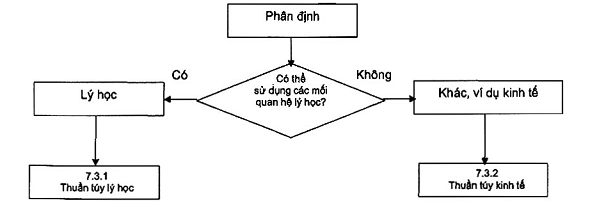 Phân định
Có thể
sử dụng các mối
quan hệ lý học?
Có
Không
Lý học
Khác, ví dụ kinh tế
7.3.1
Thuần túy lý học
7.3.2
Thuần túy kinh tế